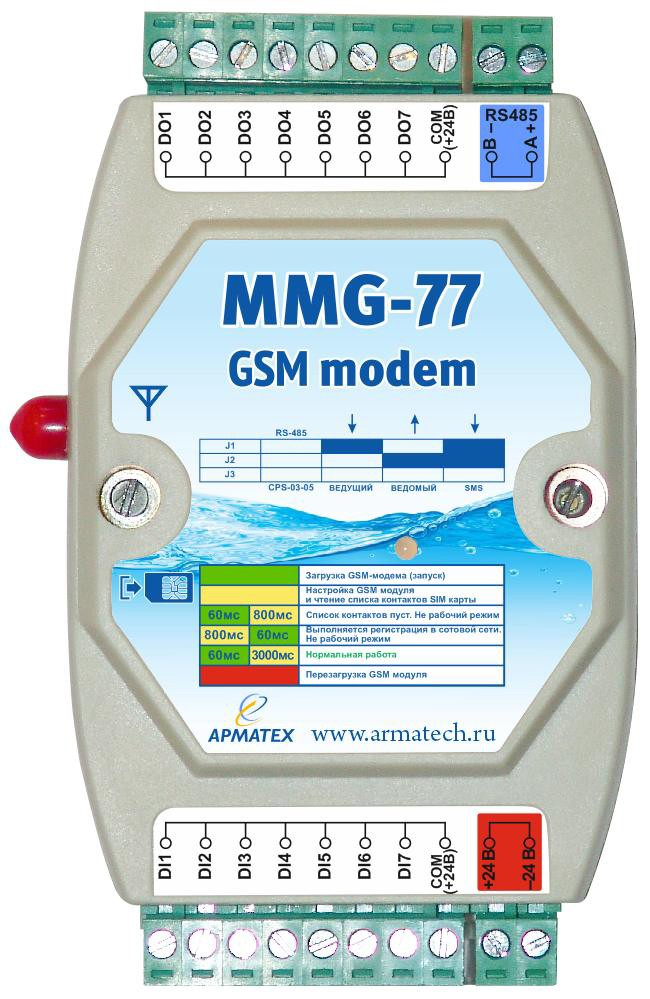 DO1 DO2 DO3 DO4 DO5 DO6 DO7 COM (+24В)
RS485
B − A +
MMG-77
GSM modem
RS-485
J1
J2
J3
CPS-03-05 ВЕДУЩИЙ ВЕДОМЫЙ SMS
Загрузка GSM-модема (запуск)
Настройка GSM модуля
и чтение списка контактов SIM карты
60мс 800мс Список контактов пуст. Не рабочий режим
800мс 60мс Выполняется регистрация в сотовой сети.
Не рабочий режим
60мс 3000мс Нормальная работа
Перезагрузка GSM модуля
АРМАТЕХ www.armatech.ru
DI1 DI2 DI3 DI4 DI5 DI6 DI7 COM (+24В)
+24В −24В